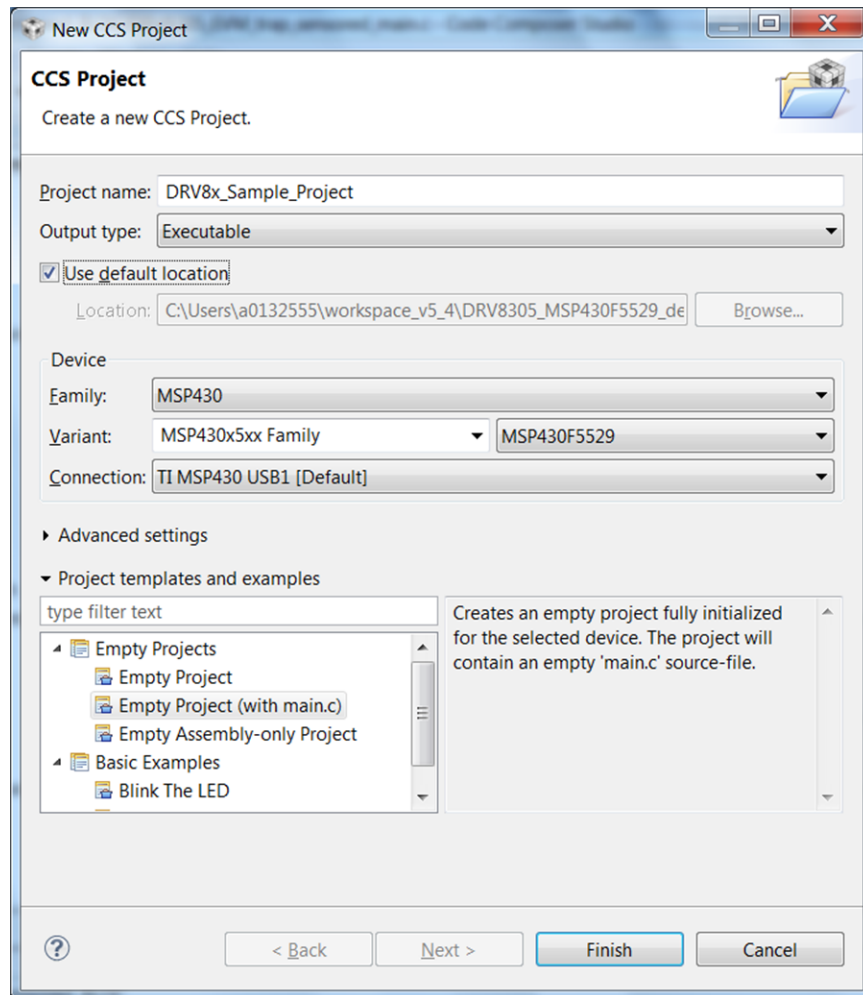 New CCS Project
CCS Project
Create a new CCS Project.
Project name: DRV8x_Sample_Project
Output type: Executable
Use default location
Location: C:\Users\a0132555\workspace_v5_4\DRV8305_MSP430F5529_de Browse...
Device
Family: MSP430
Variant: MSP430x5xx Family MSP430F5529
Connection: TI MSP430 USB1 [Default]
Advanced settings
Project templates and examples
type filter text
Empty Projects
Empty Project
Empty Project (with main.c)
Empty Assembly-only Project
Basic Examples
Blink The LED
Creates an empty project fully initialized
for the selected device. The project will
contain an empty 'main.c' source-file.
? < Back Next > Finish Cancel